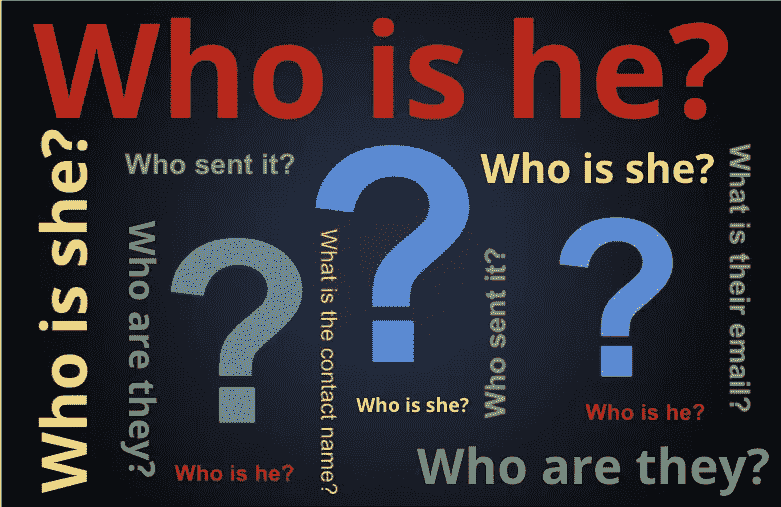 Who is he?
Who is she?
Who sent it?
Who is she?
What is their email?
Who are they?
?
What is the contact name?
?
Who sent it?
?
Who is she?
Who is he?
Who is he?
Who are they?